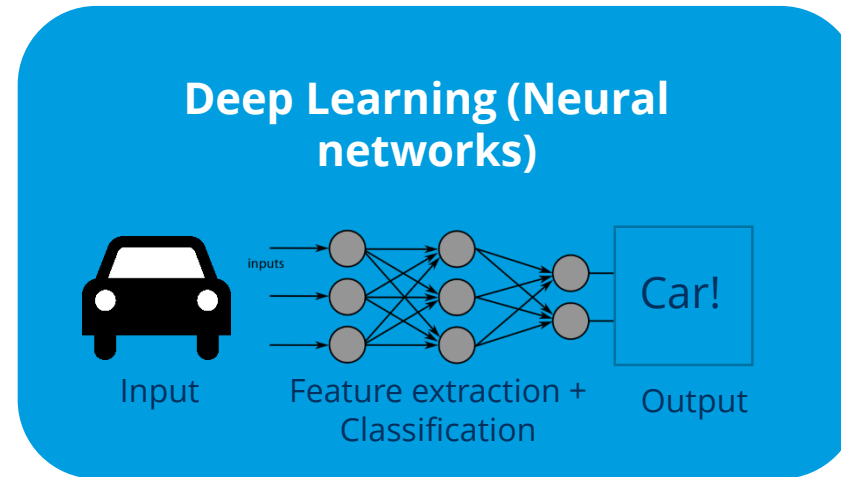 Deep Learning (Neural
networks)
inputs
Car!
Input
Feature extraction +
Classification
Output